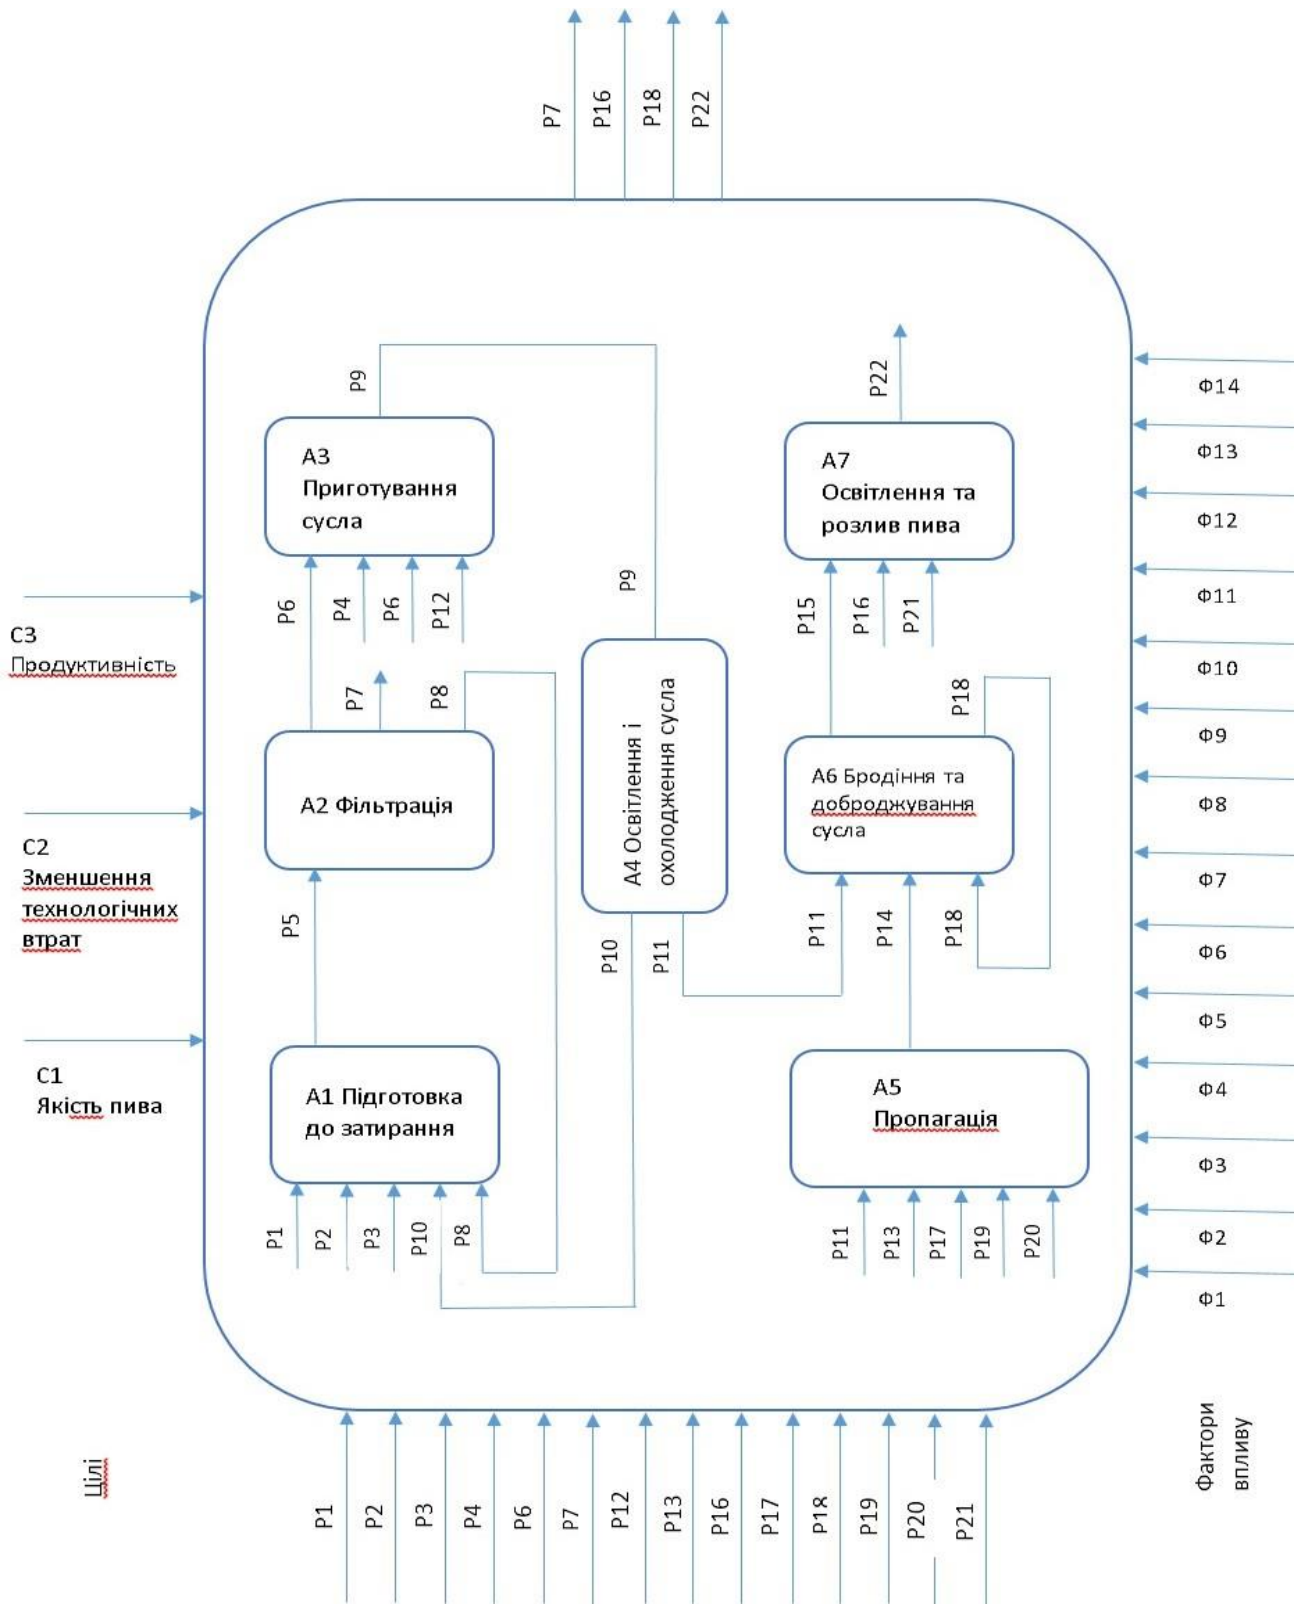 P7
P16
P18
P22
P9
P22
Ф14
A3
Приготування
сусла
A7
Освітлення та
розлив пива
Ф13
Ф12
P9
Ф11
P6
P4
P6
P12
P15
P16
P21
C3
Продуктивність
Ф10
P7
P8
P18
Ф9
A2 Фільтрація
A4 Освітлення і
охолодження сусла
A6 Бродіння та
доброджування
сусла
Ф8
C2
Зменшення
технологічних
втрат
Ф7
P5
P10
P11
P11
P14
P18
Ф6
Ф5
C1
Якість пива
A1 Підготовка
до затирання
A5
Пропагація
Ф4
Ф3
P1
P2
P3
P10
P8
P11
P13
P17
P19
P20
Ф2
Ф1
Цілі
Фактори
впливу
P1
P2
P3
P4
P6
P7
P12
P13
P16
P17
P18
P19
P20
P21